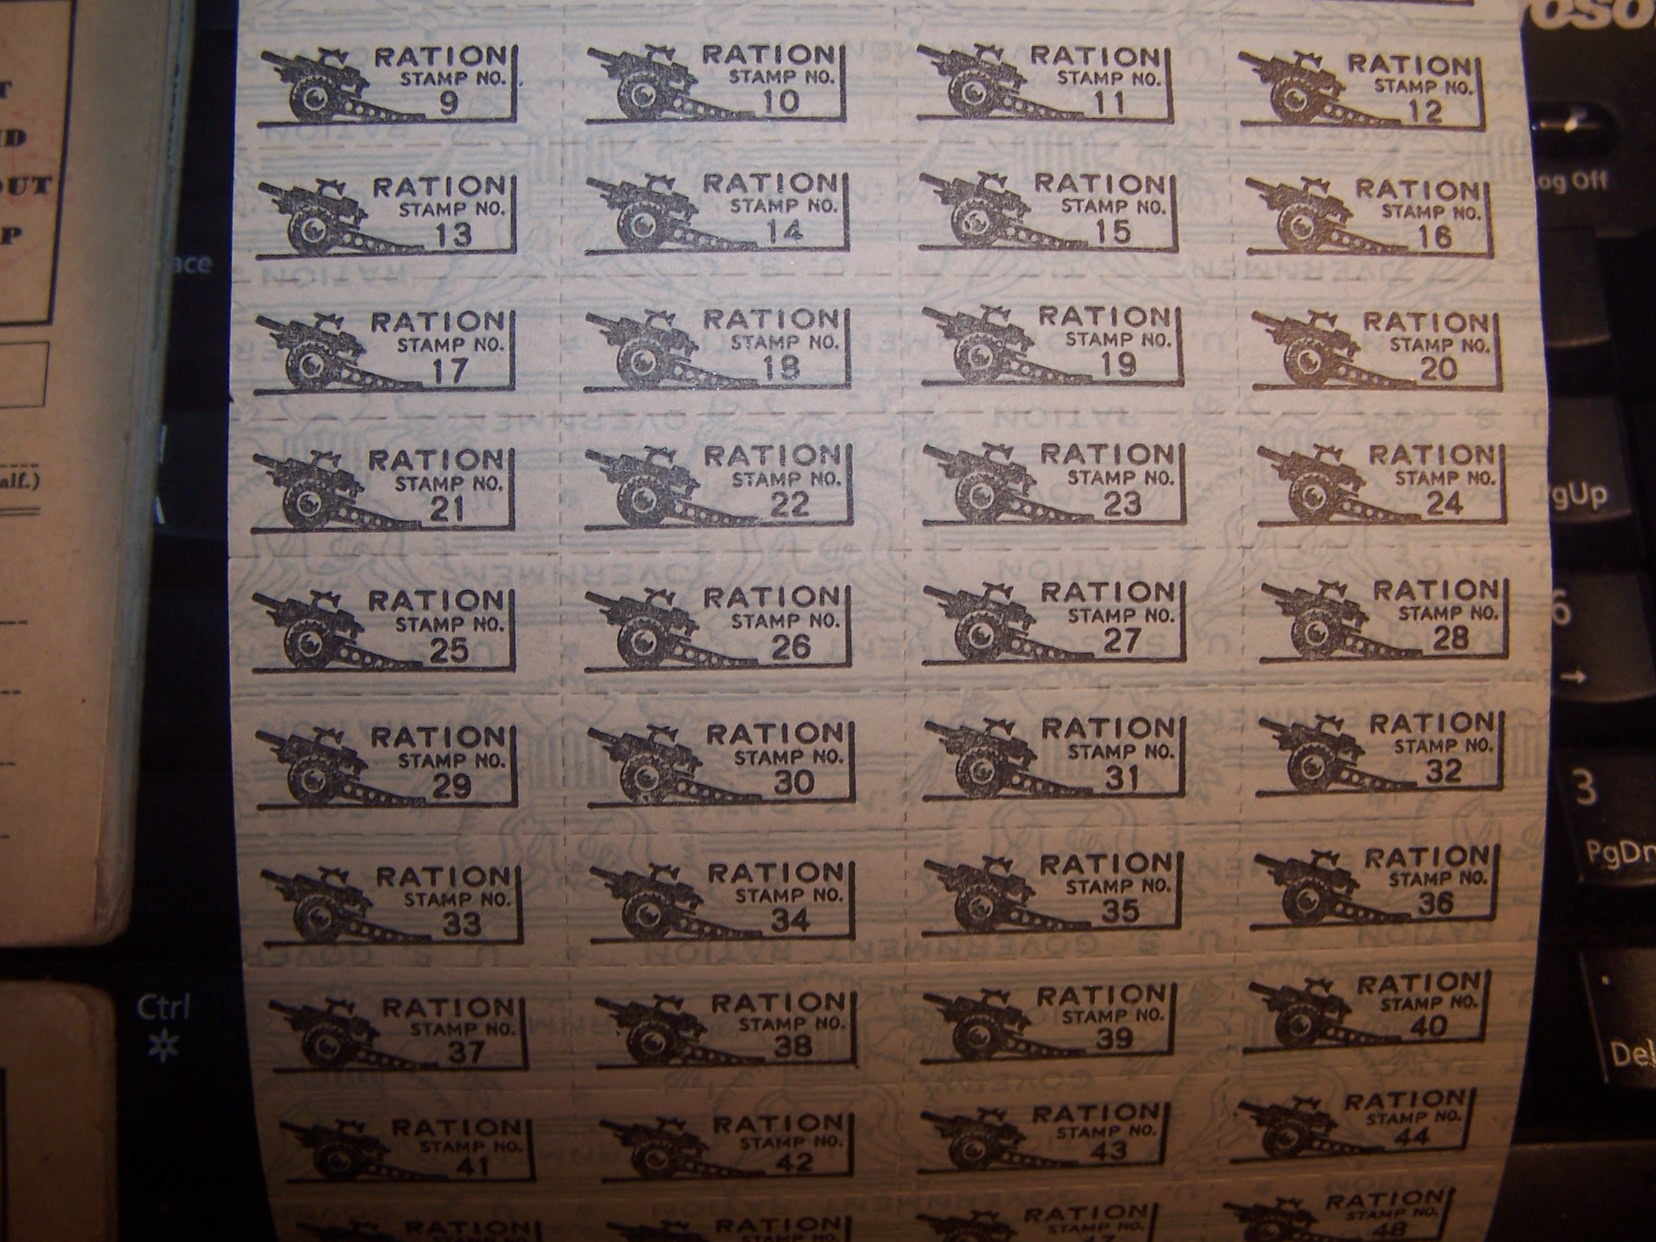 RATION RATION RATION RATION
STAMP NO. STAMP NO. STAMP NO. STAMP NO.
9 10 11 12
RATION RATION RATION RATION
STAMP NO. STAMP NO. STAMP NO. STAMP NO.
13 14 15 16
RATION RATION RATION RATION
STAMP NO. STAMP NO. STAMP NO. STAMP NO.
17 18 19 20
RATION RATION RATION RATION
STAMP NO. STAMP NO. STAMP NO. STAMP NO.
21 22 23 24
RATION RATION RATION RATION
STAMP NO. STAMP NO. STAMP NO. STAMP NO.
25 26 27 28
RATION RATION RATION RATION
STAMP NO. STAMP NO. STAMP NO. STAMP NO.
29 30 31 32
RATION RATION RATION RATION
STAMP NO. STAMP NO. STAMP NO. STAMP NO.
33 34 35 36
RATION RATION RATION RATION
STAMP NO. STAMP NO. STAMP NO. STAMP NO.
37 38 39 40
RATION RATION RATION RATION
STAMP NO. STAMP NO. STAMP NO. STAMP NO.
41 42 43 44
RATION RATION RATION RATION
STAMP NO. STAMP NO.
48
OUT
alf.)
ace
Ctrl
oso
og Off
gUp
6
→
3
PgDn
.
Del